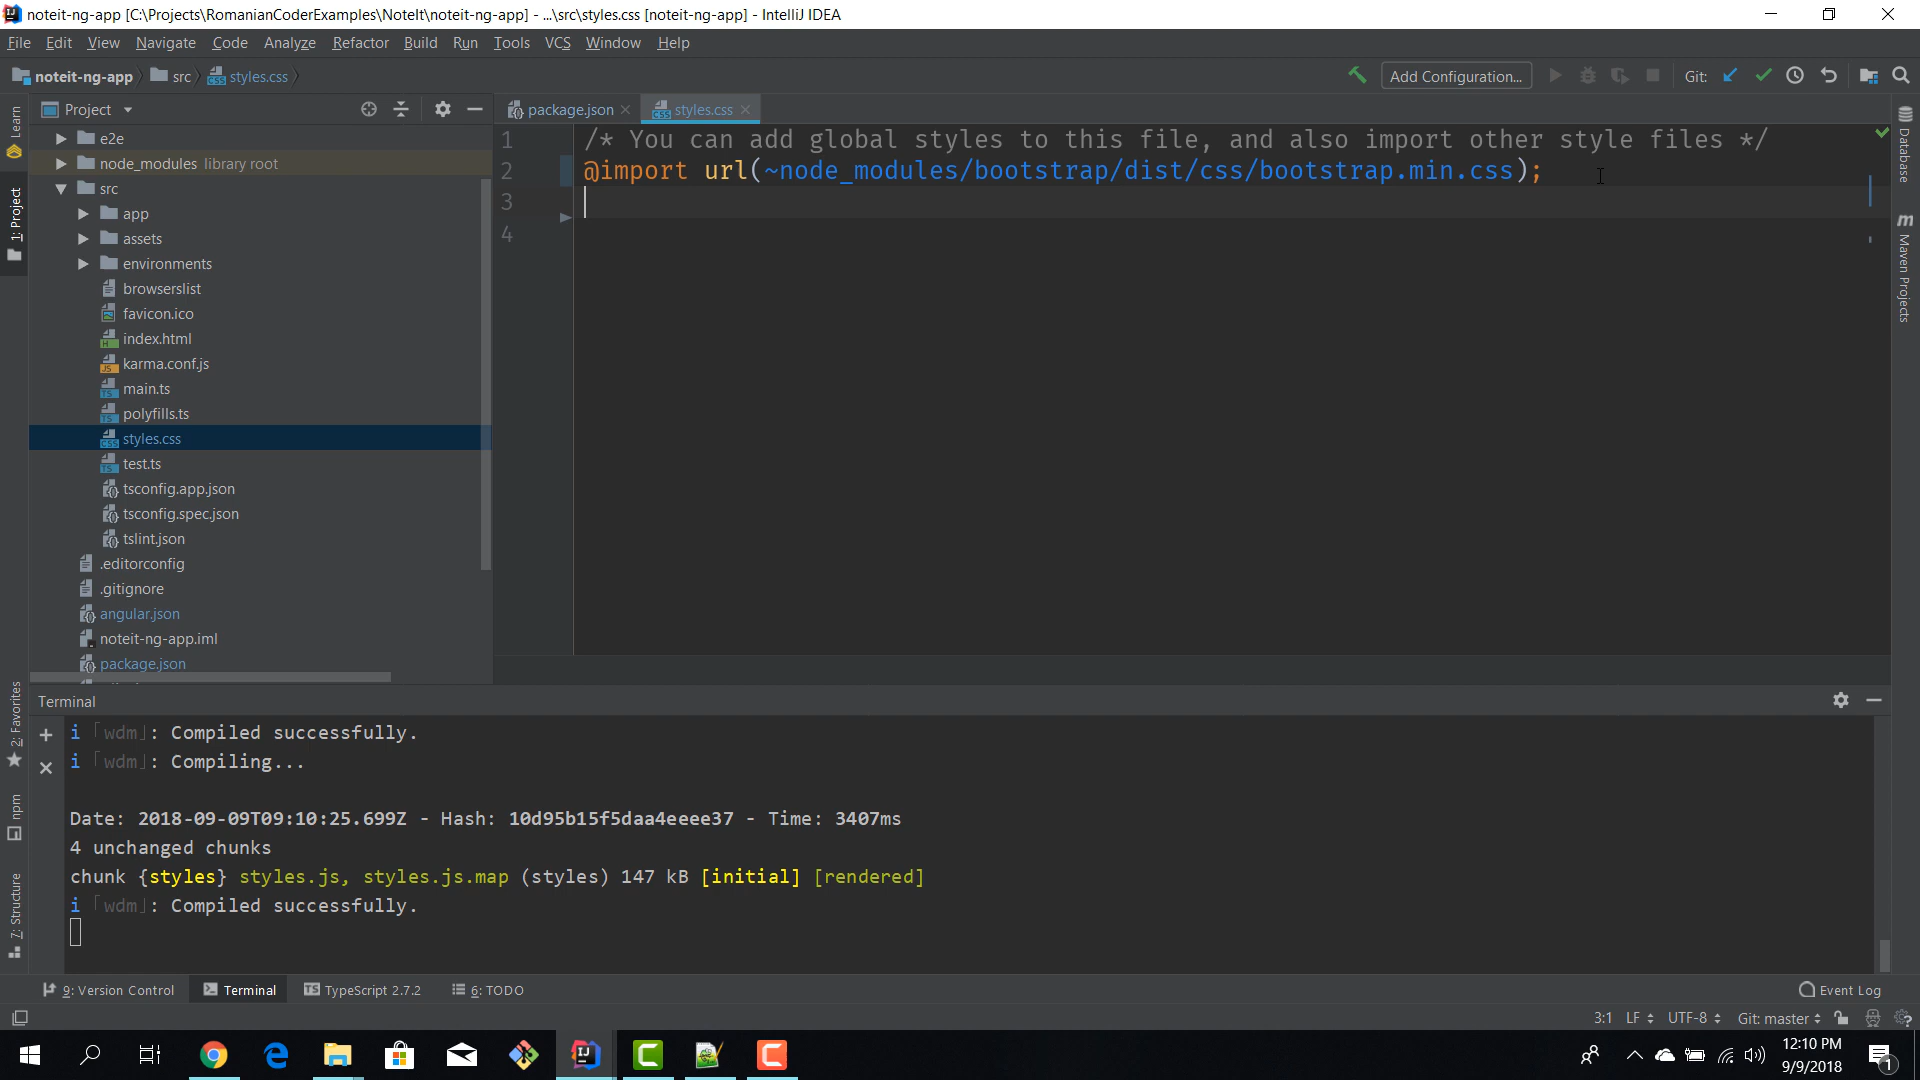 noteit-ng-app [C:\Projects\RomanianCoderExamples\NoteIt\noteit-ng-app] - ...\src\styles.css [noteit-ng-app] - IntelliJ IDEA
File Edit View Navigate Code Analyze Refactor Build Run Tools VCS Window Help
noteit-ng-app src styles.css Add Configuration... Git:
Project
package.json styles.css
Learn
1: Project
2: Favorites
npm
7: Structure
e2e
node_modules library root
src
app
assets
environments
browserslist
favicon.ico
index.html
karma.conf.js
main.ts
polyfills.ts
styles.css
test.ts
tsconfig.app.json
tsconfig.spec.json
tslint.json
.editorconfig
.gitignore
angular.json
noteit-ng-app.iml
package.json
1 /* You can add global styles to this file, and also import other style files */
2 @import url(~node_modules/bootstrap/dist/css/bootstrap.min.css);
3
4
Database
m Maven Projects
Terminal
i 「wdm」: Compiled successfully.
i 「wdm」: Compiling...
Date: 2018-09-09T09:10:25.699Z - Hash: 10d95b15f5daa4eeee37 - Time: 3407ms
4 unchanged chunks
chunk {styles} styles.js, styles.js.map (styles) 147 kB [initial] [rendered]
i 「wdm」: Compiled successfully.
9: Version Control Terminal TypeScript 2.7.2 6: TODO Event Log
3:1 LF UTF-8 Git: master
12:10 PM
9/9/2018
1